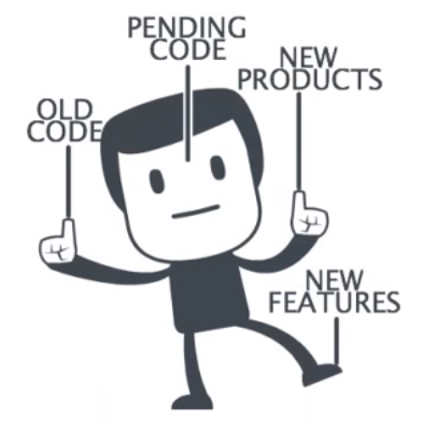 PENDING
CODE
NEW
PRODUCTS
OLD
CODE
NEW
FEATURES